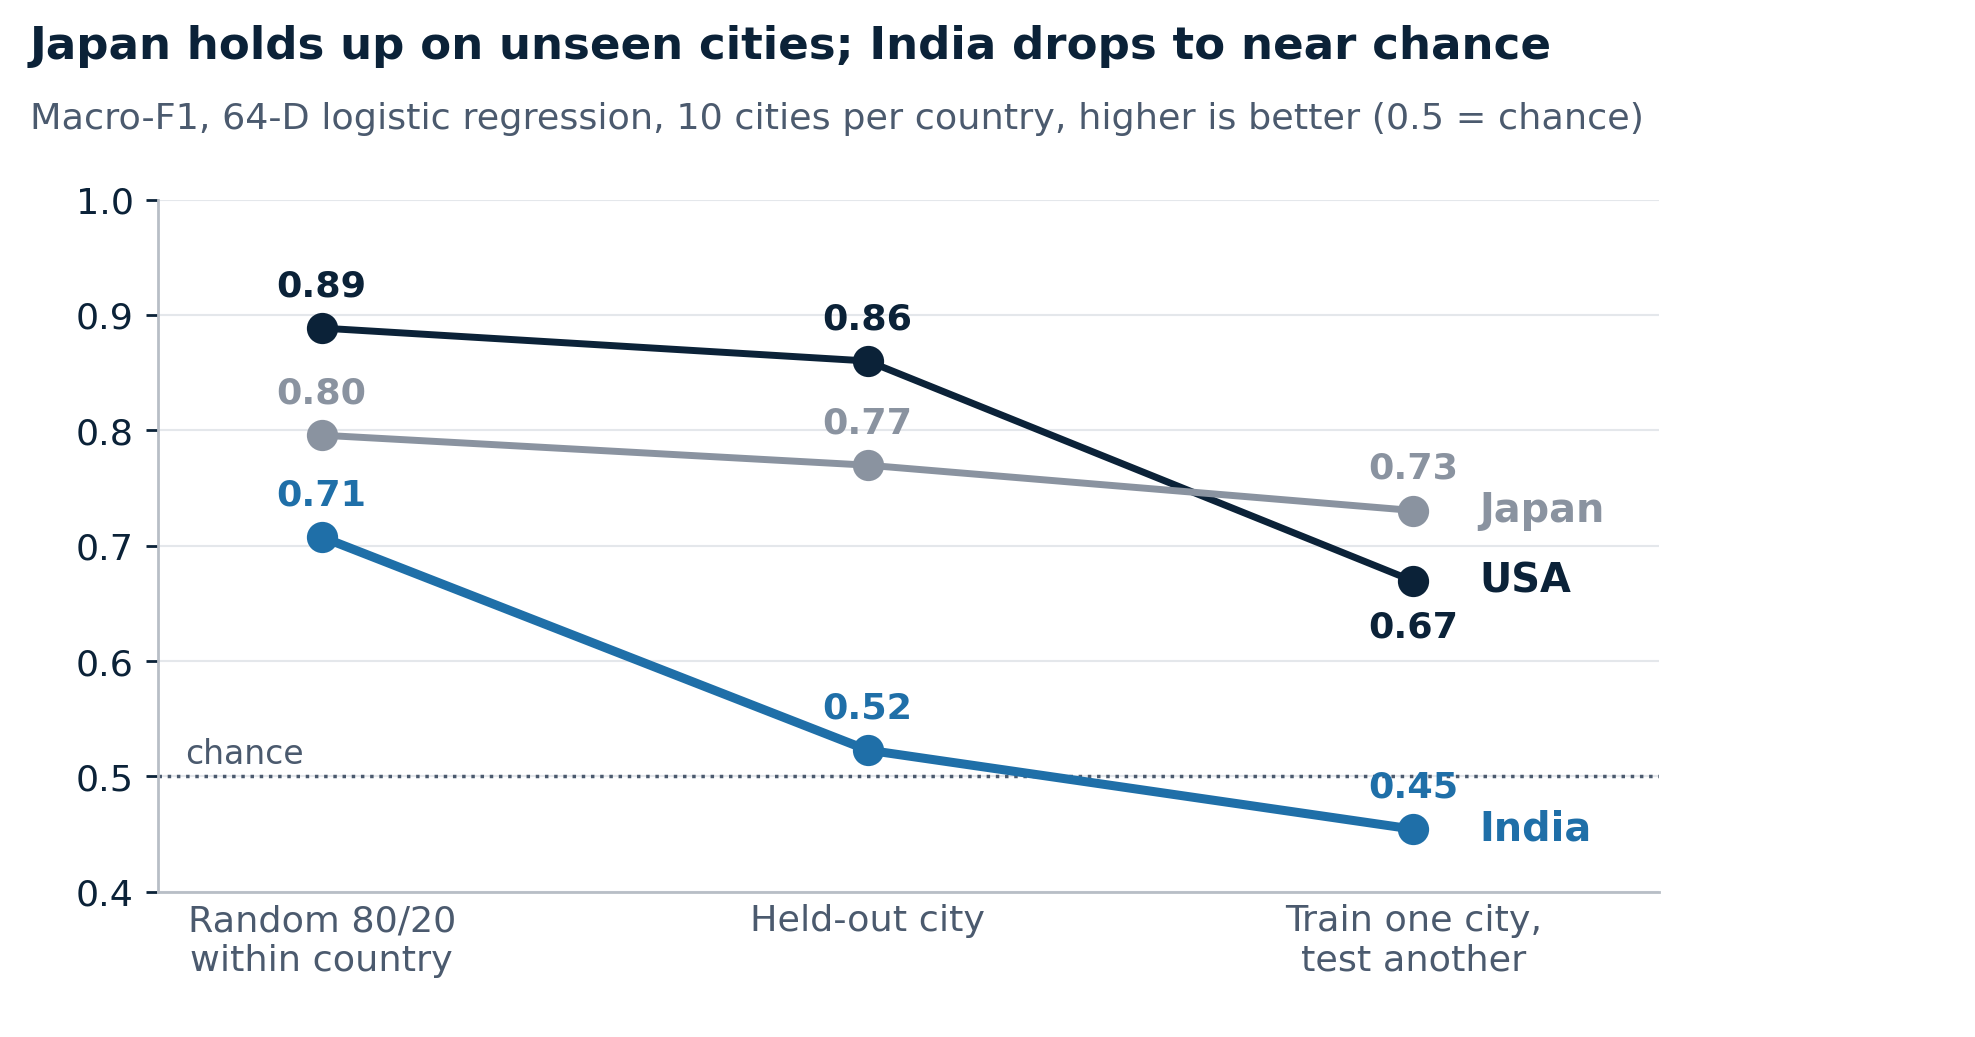 Japan holds up on unseen cities; India drops to near chance
Macro-F1, 64-D logistic regression, 10 cities per country, higher is better (0.5 = chance)
1.0
0.9
0.8
0.7
0.6
0.5
0.4
0.89
0.86
0.80
0.77
0.73
Japan
0.71
USA
0.67
0.52
chance
0.45
India
Random 80/20
within country
Held-out city
Train one city,
test another